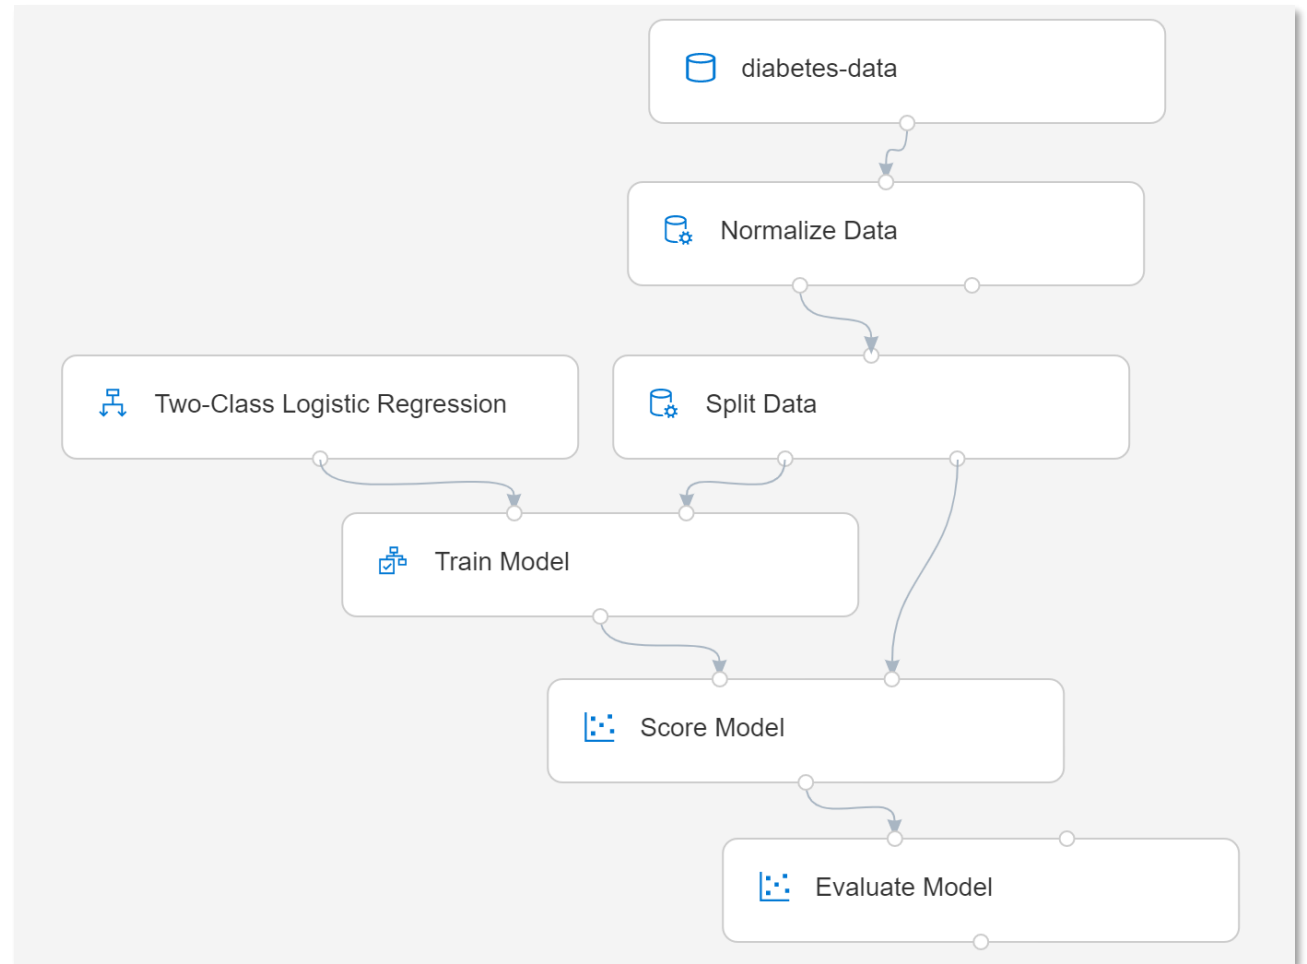 diabetes-data
Normalize Data
Two-Class Logistic Regression
Split Data
Train Model
Score Model
Evaluate Model